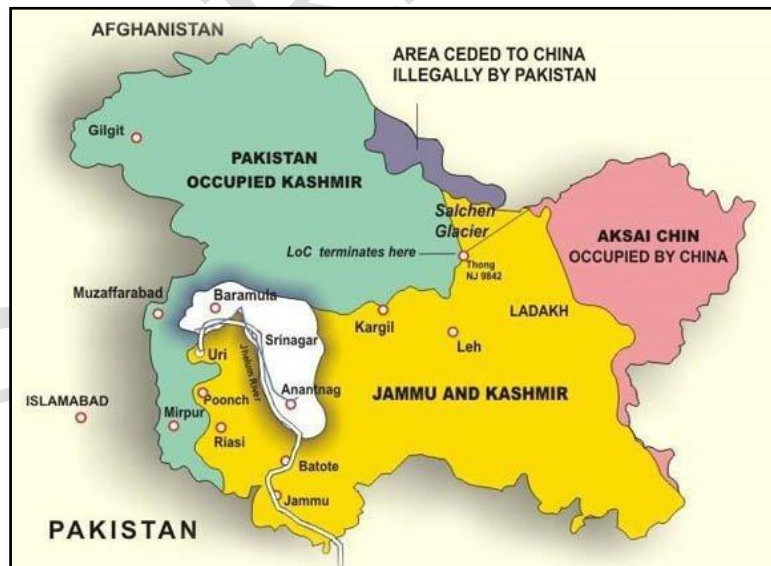 AFGHANISTAN
AREA CEDED TO CHINA
ILLEGALLY BY PAKISTAN
Gilgit
PAKISTAN
OCCUPIED KASHMIR
Salchen
Glacier
AKSAI CHIN
OCCUPIED BY CHINA
LoC terminates here
Thong
NJ 9842
Muzaffarabad
Baramula
Kargil
LADAKH
Srinagar
Leh
Uri
Jhelum River
ISLAMABAD
Poonch
Anantnag
JAMMU AND KASHMIR
Mirpur
Riasi
Batote
Jammu
PAKISTAN